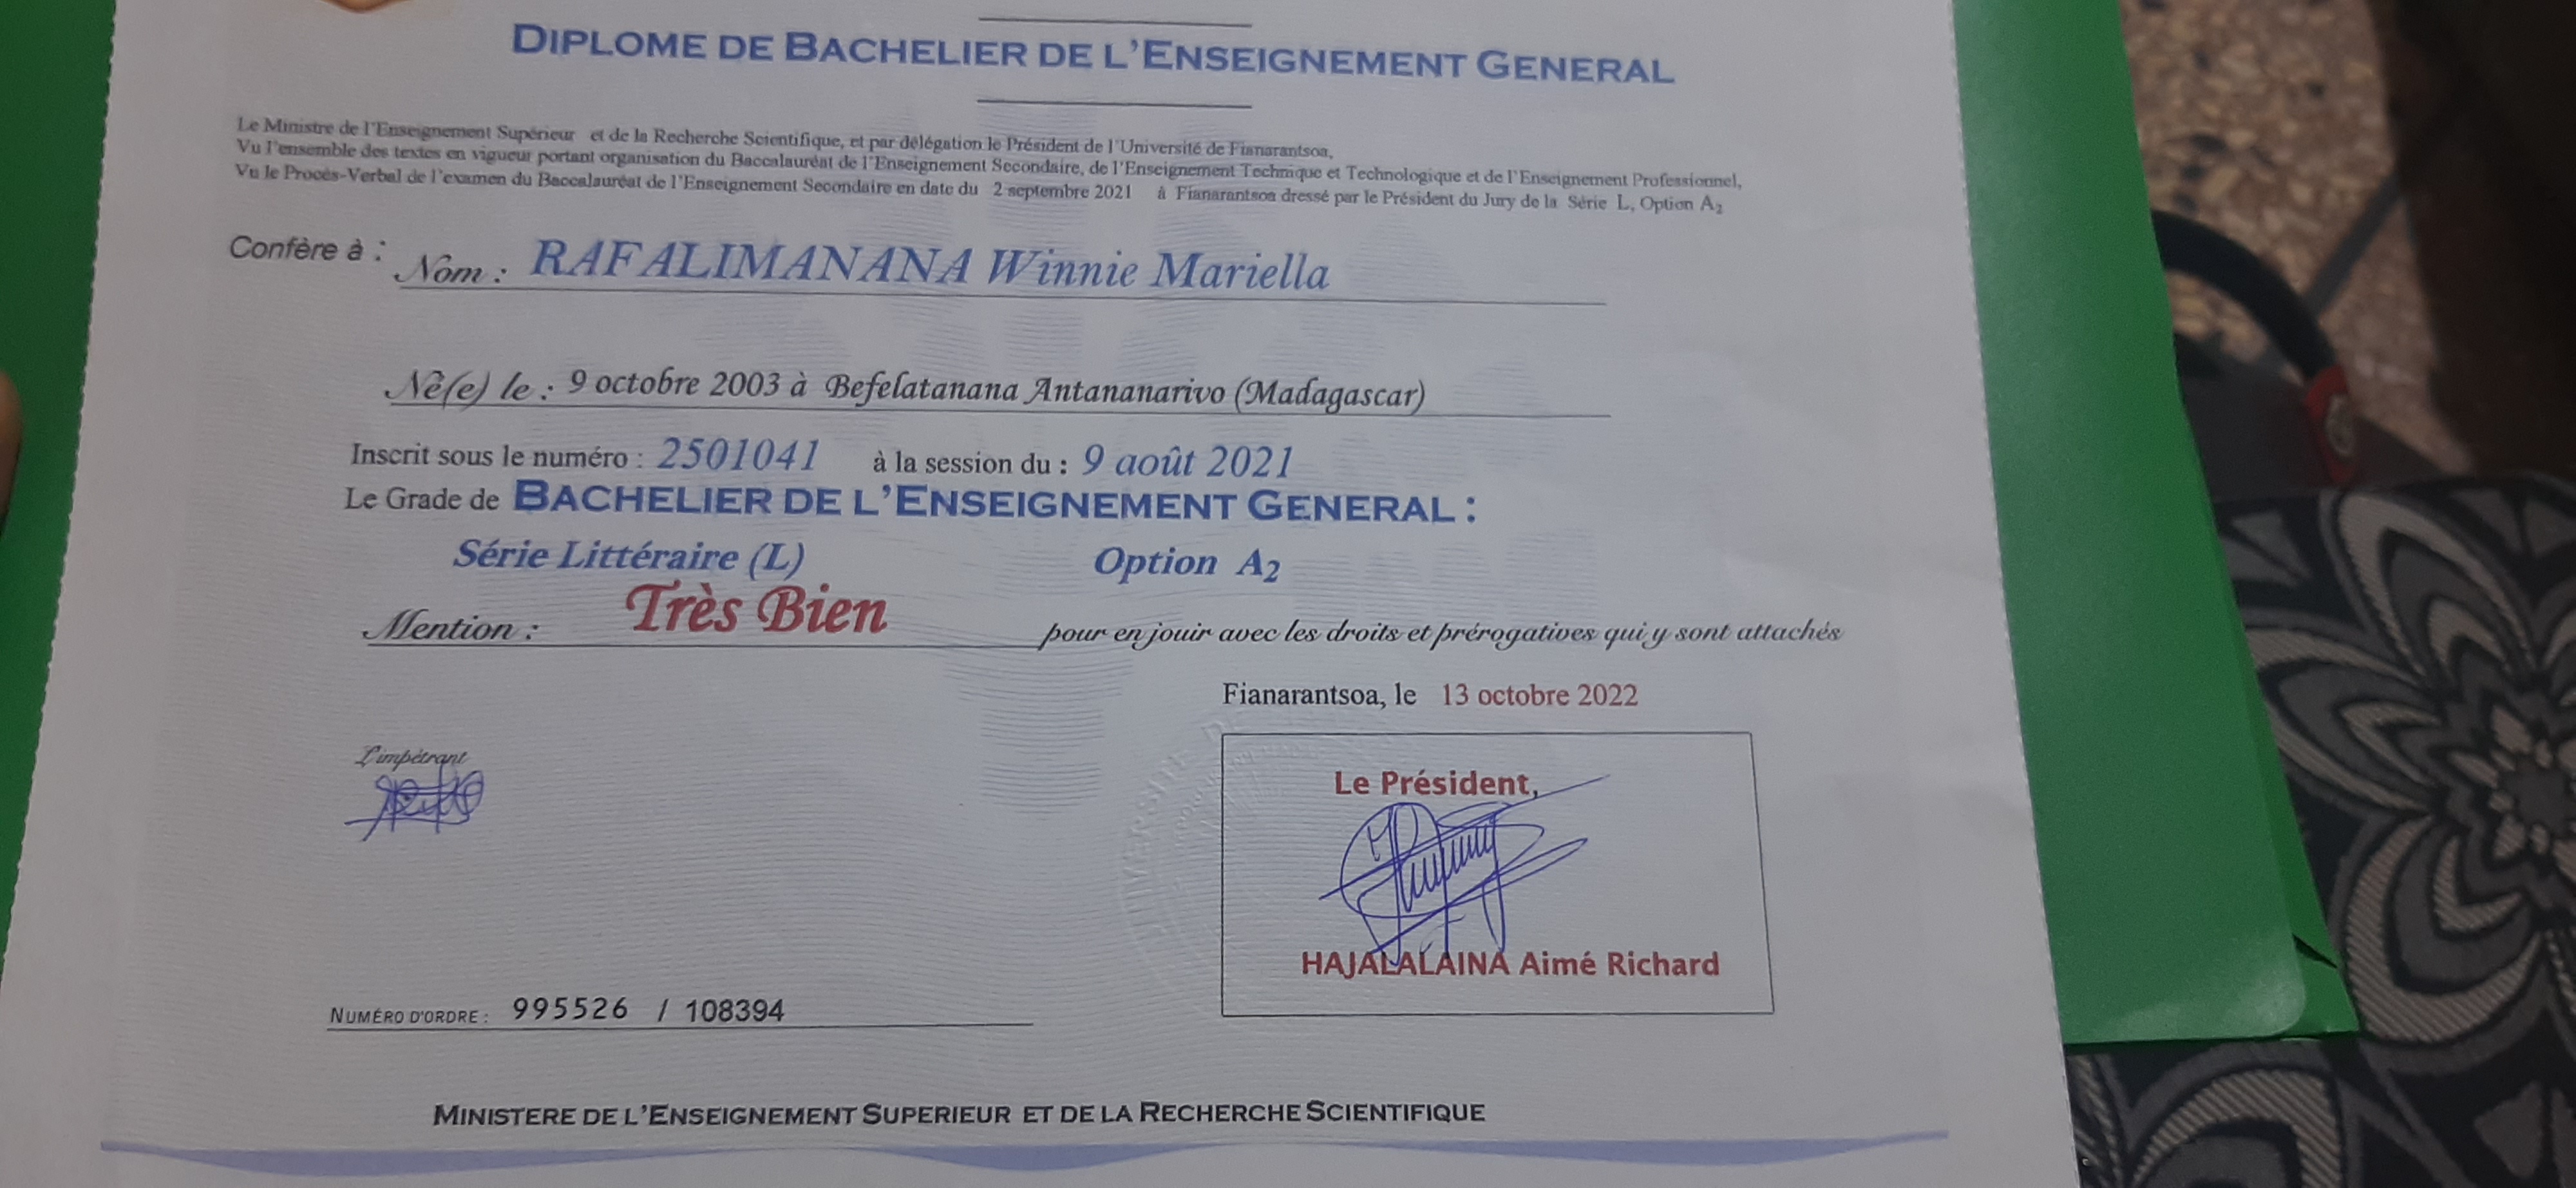 DIPLOME DE BACHELIER DE L'ENSEIGNEMENT GENERAL
Le Ministre de l'Enseignement Supérieur et de la Recherche Scientifique, et par délégation le Président de l'Université de Fianarantsoa,
Vu l'ensemble des textes en vigueur portant organisation du Baccalauréat de l'Enseignement Secondaire, de l'Enseignement Technique et Technologique et de l'Enseignement Professionnel,
Vu le Procès-Verbal de l'examen du Baccalauréat de l'Enseignement Secondaire en date du 2 septembre 2021 à Fianarantsoa dressé par le Président du Jury de la Série L, Option A2
Confère à : Nom : RAFALIMANANA Winnie Mariella
Né(e) le : 9 octobre 2003 à Befelatanana Antananarivo (Madagascar)
Inscrit sous le numéro : 2501041 à la session du : 9 août 2021
Le Grade de BACHELIER DE L'ENSEIGNEMENT GENERAL :
Série Littéraire (L) Option A2
Mention : Très Bien pour en jouir avec les droits et prérogatives qui y sont attachés
Fianarantsoa, le 13 octobre 2022
L'impétrant
Le Président,
HAJALALAINA Aimé Richard
NUMÉRO D'ORDRE : 995526 / 108394
MINISTERE DE L'ENSEIGNEMENT SUPERIEUR ET DE LA RECHERCHE SCIENTIFIQUE